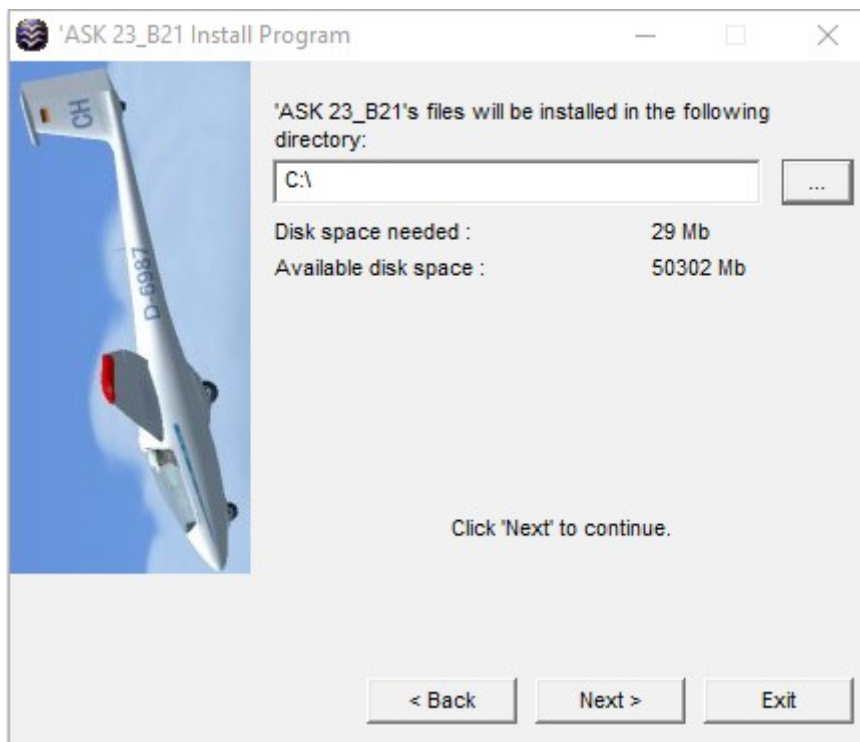 'ASK 23_B21 Install Program
CH
D-6987
'ASK 23_B21's files will be installed in the following
directory:
C:\
...
Disk space needed : 29 Mb
Available disk space : 50302 Mb
Click 'Next' to continue.
< Back Next > Exit